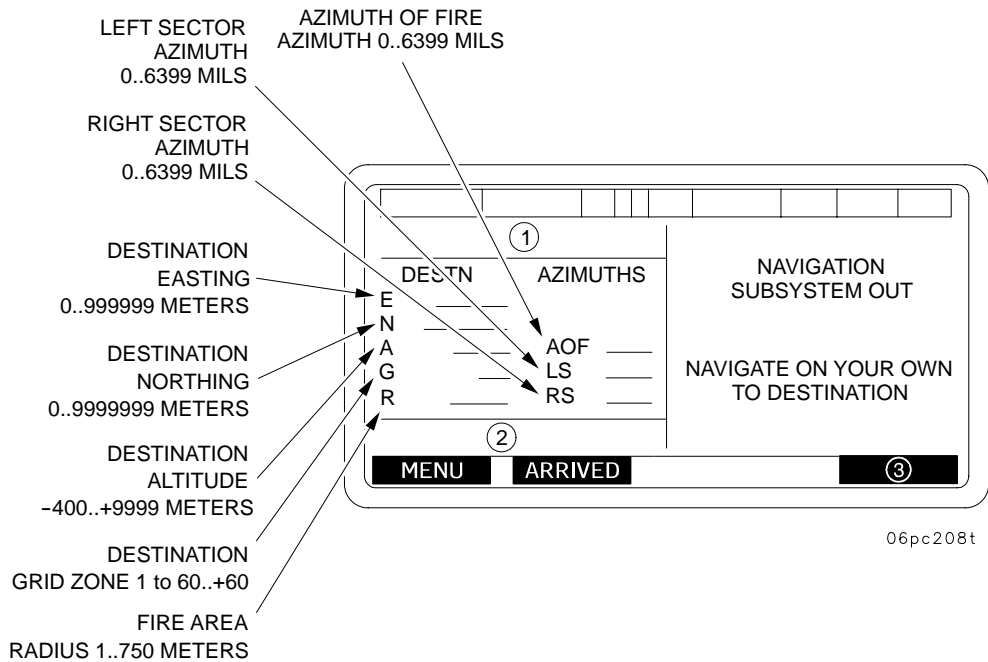 LEFT SECTOR
AZIMUTH
0..6399 MILS
AZIMUTH OF FIRE
AZIMUTH 0..6399 MILS
RIGHT SECTOR
AZIMUTH
0..6399 MILS
DESTINATION
EASTING
0..999999 METERS
DESTINATION
NORTHING
0..9999999 METERS
DESTINATION
ALTITUDE
-400..+9999 METERS
DESTINATION
GRID ZONE 1 to 60..+60
FIRE AREA
RADIUS 1..750 METERS
1
DESTN AZIMUTHS
E
N
A AOF
G LS
R RS
2
NAVIGATION
SUBSYSTEM OUT
NAVIGATE ON YOUR OWN
TO DESTINATION
MENU ARRIVED 3
06pc208t